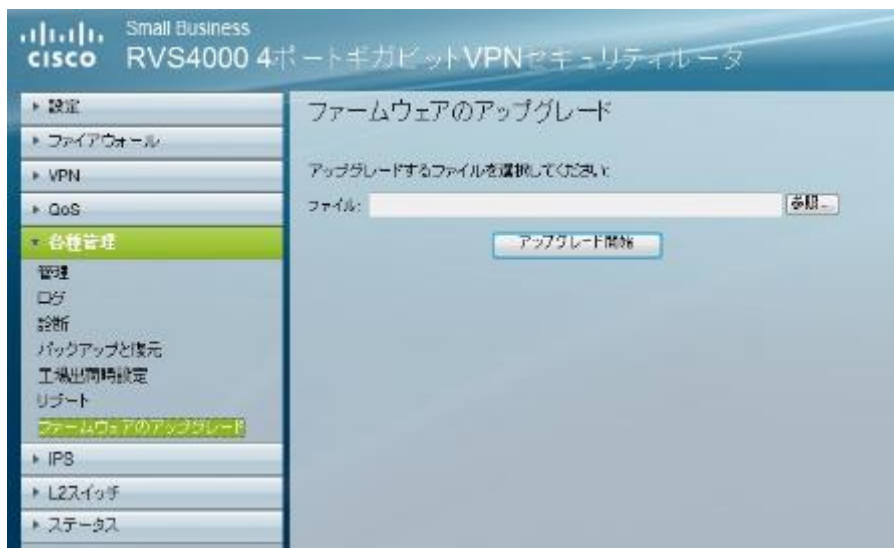 Small Business
CISCO RVS4000 4ポートギガビットVPNセキュリティルータ
設定
ファイアウォール
VPN
QoS
各種管理
管理
ログ
診断
バックアップと復元
工場出荷時設定
リブート
ファームウェアのアップグレード
IPS
L2スイッチ
ステータス
ファームウェアのアップグレード
アップグレードするファイルを選択してください:
ファイル:
参照...
アップグレード開始